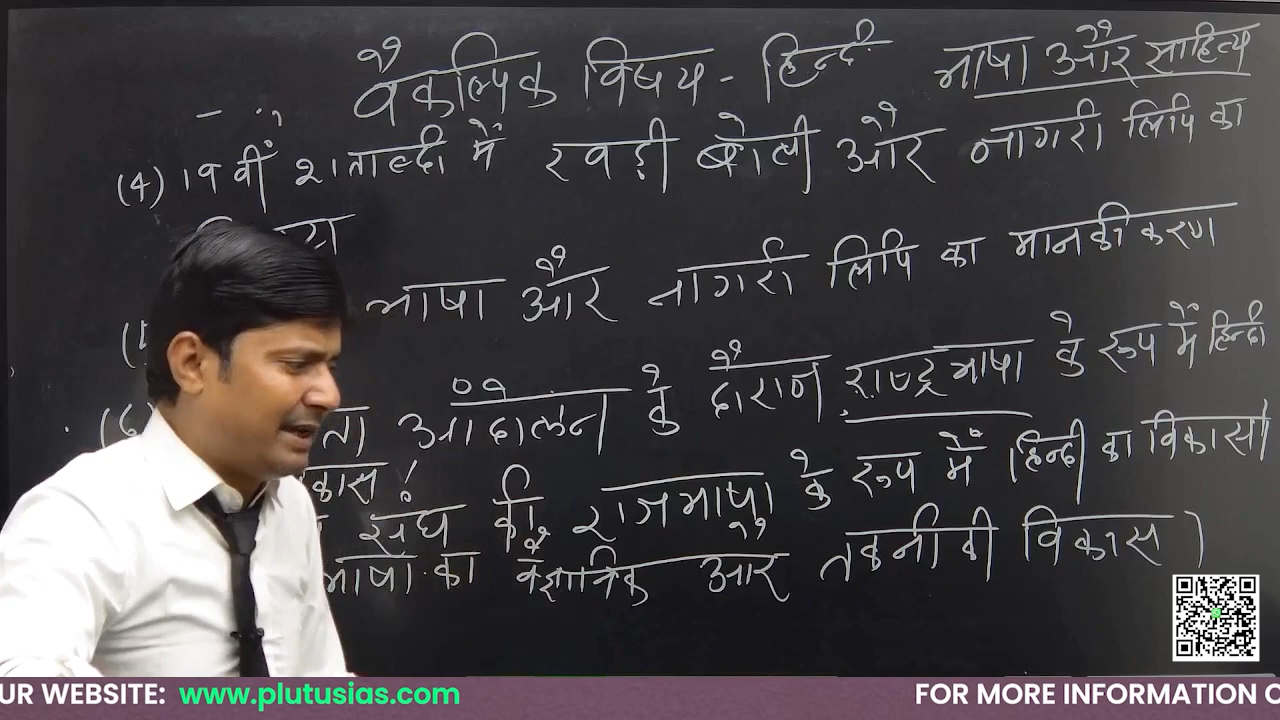 वैकल्पिक विषय - हिन्दी भाषा और साहित्य
(4) 19वीं शताब्दी में खड़ी बोली और नागरी लिपि का
भाषा और नागरी लिपि का मानकीकरण
(6) ता आंदोलन के दौरान राष्ट्रभाषा के रूप में हिन्दी
कास !
संघ की राजभाषा के रूप में हिन्दी का विकास।
भाषा का वैज्ञानिक और तकनीकी विकास )
UR WEBSITE: www.plutusias.com FOR MORE INFORMATION